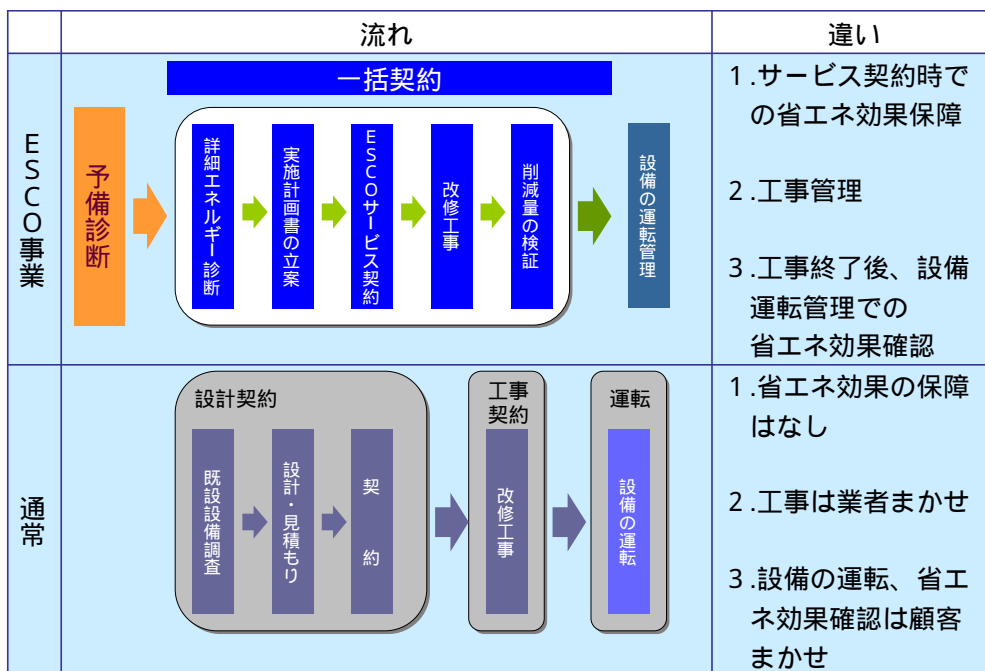 流れ
違い
ESCO事業
一括契約
予備診断
詳細エネルギー診断
実施計画書の立案
ESCOサービス契約
改修工事
削減量の検証
設備の運転管理
1.サービス契約時で
の省エネ効果保障
2.工事管理
3.工事終了後、設備
運転管理での
省エネ効果確認
通常
設計契約
既設設備調査
設計・見積もり
契約
工事
契約
改修工事
運転
設備の運転
1.省エネ効果の保障
はなし
2.工事は業者まかせ
3.設備の運転、省エ
ネ効果確認は顧客
まかせ